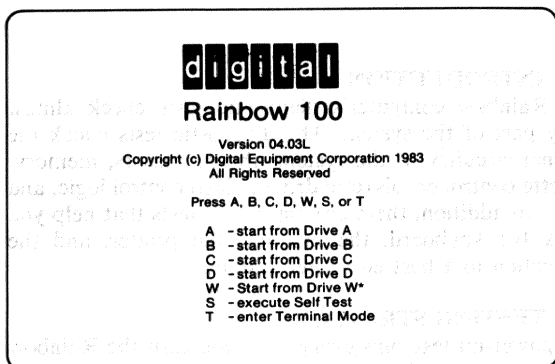 digital
Rainbow 100
Version 04.03L
Copyright (c) Digital Equipment Corporation 1983
All Rights Reserved
Press A, B, C, D, W, S, or T
A - start from Drive A
B - start from Drive B
C - start from Drive C
D - start from Drive D
W - Start from Drive W*
S - execute Self Test
T - enter Terminal Mode